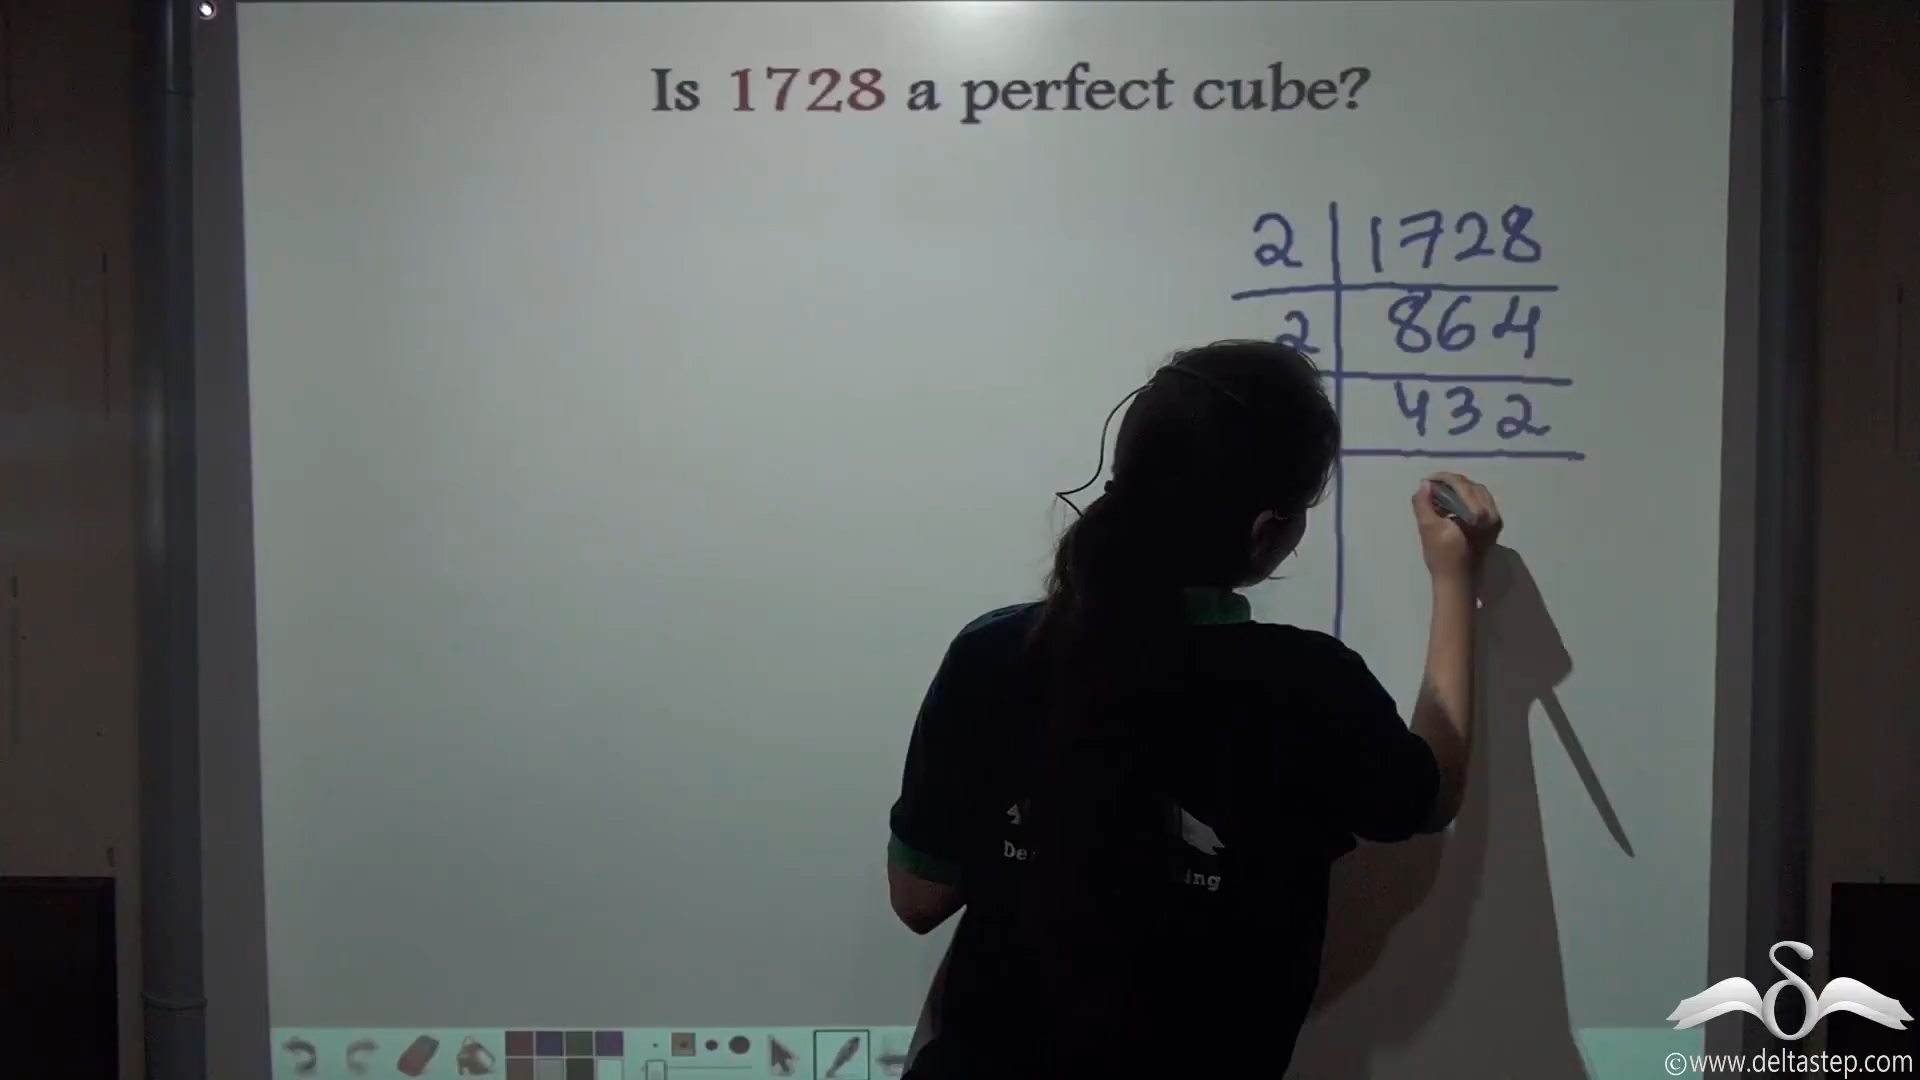 Is 1728 a perfect cube?
2 1728
2 864
432
©www.deltastep.com